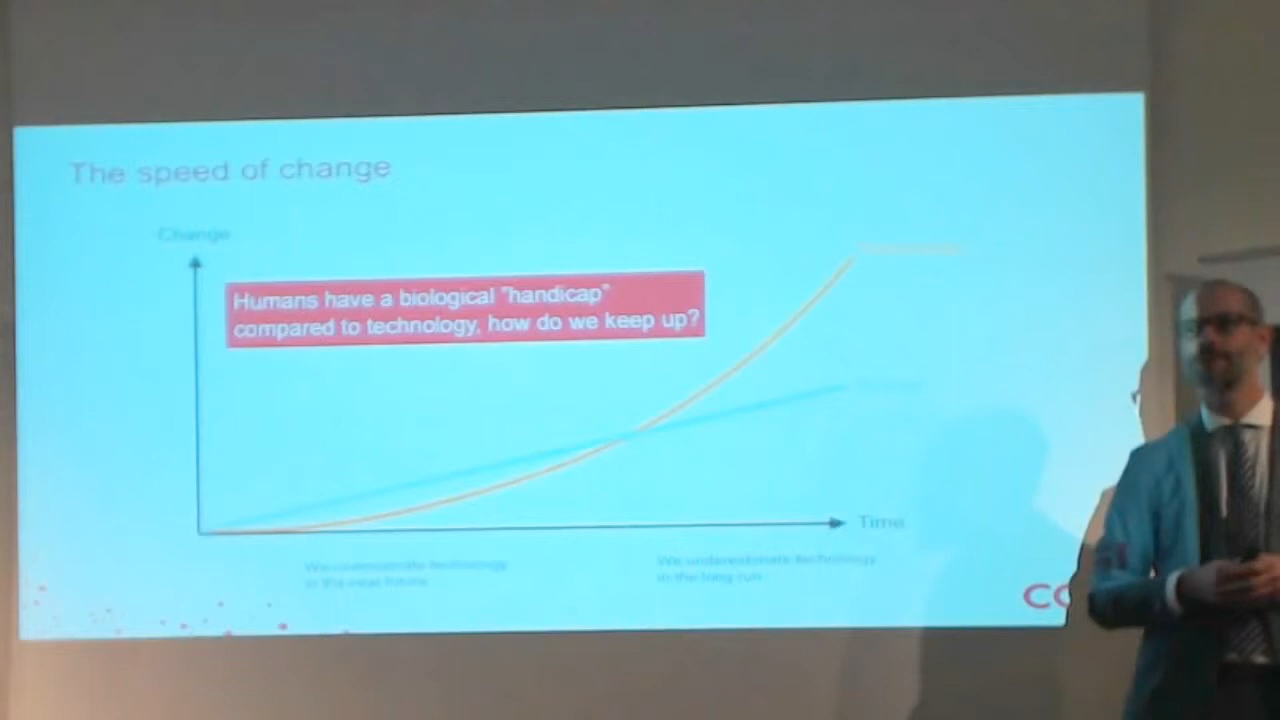 The speed of change
Change
Humans have a biological "handicap"
compared to technology, how do we keep up?
Time
We overestimate technology
in the near future
We underestimate technology
in the long run